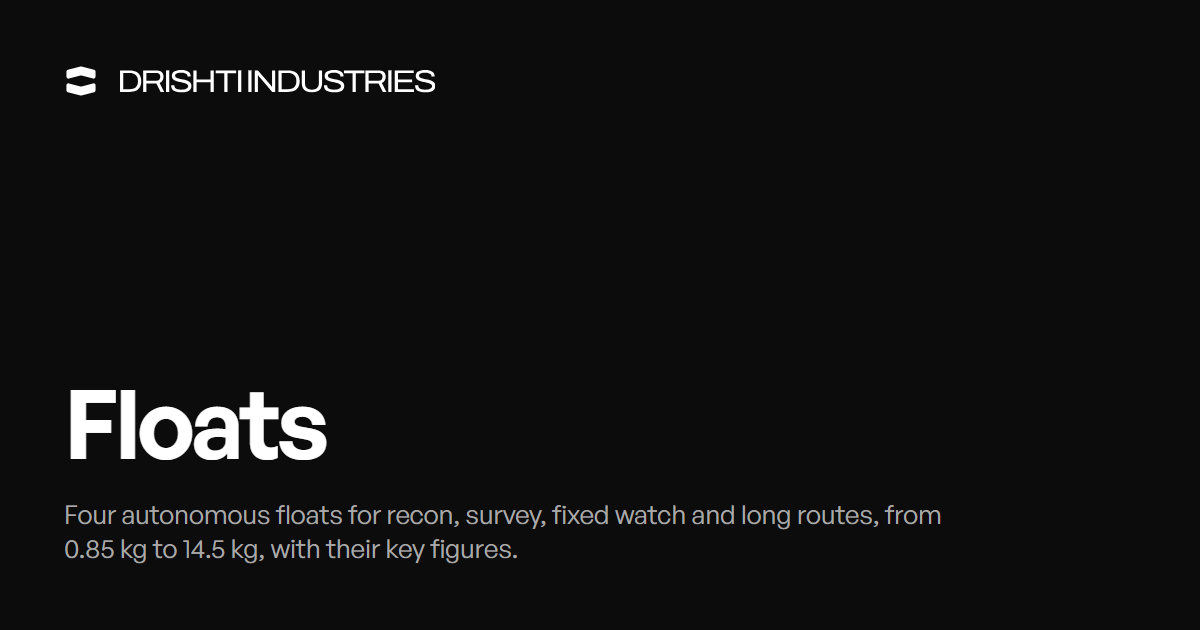 DRISHTI INDUSTRIES
Floats
Four autonomous floats for recon, survey, fixed watch and long routes, from
0.85 kg to 14.5 kg, with their key figures.